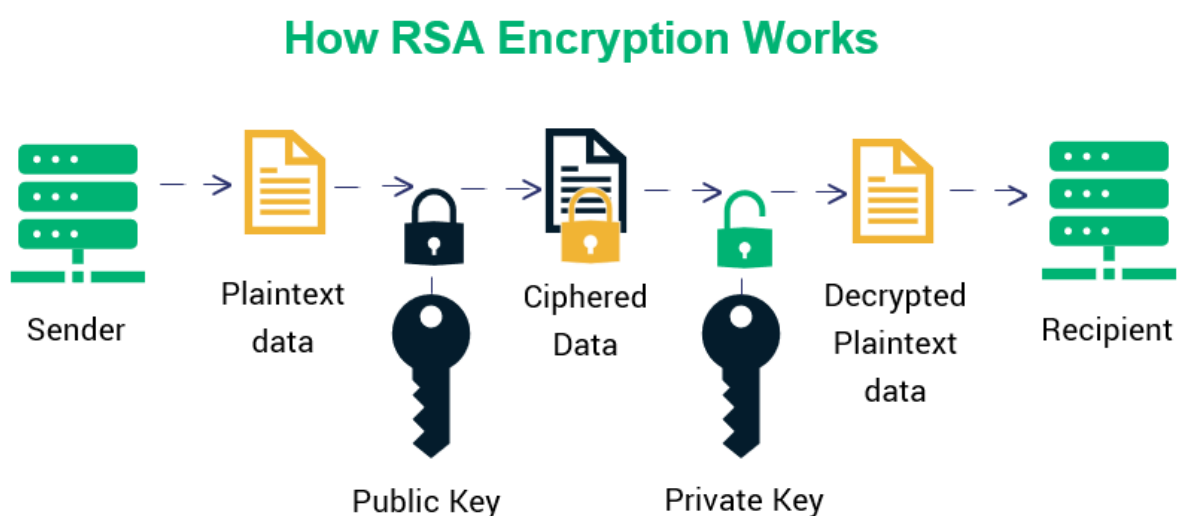 How RSA Encryption Works
Sender
Plaintext
data
Public Key
Ciphered
Data
Private Key
Decrypted
Plaintext
data
Recipient